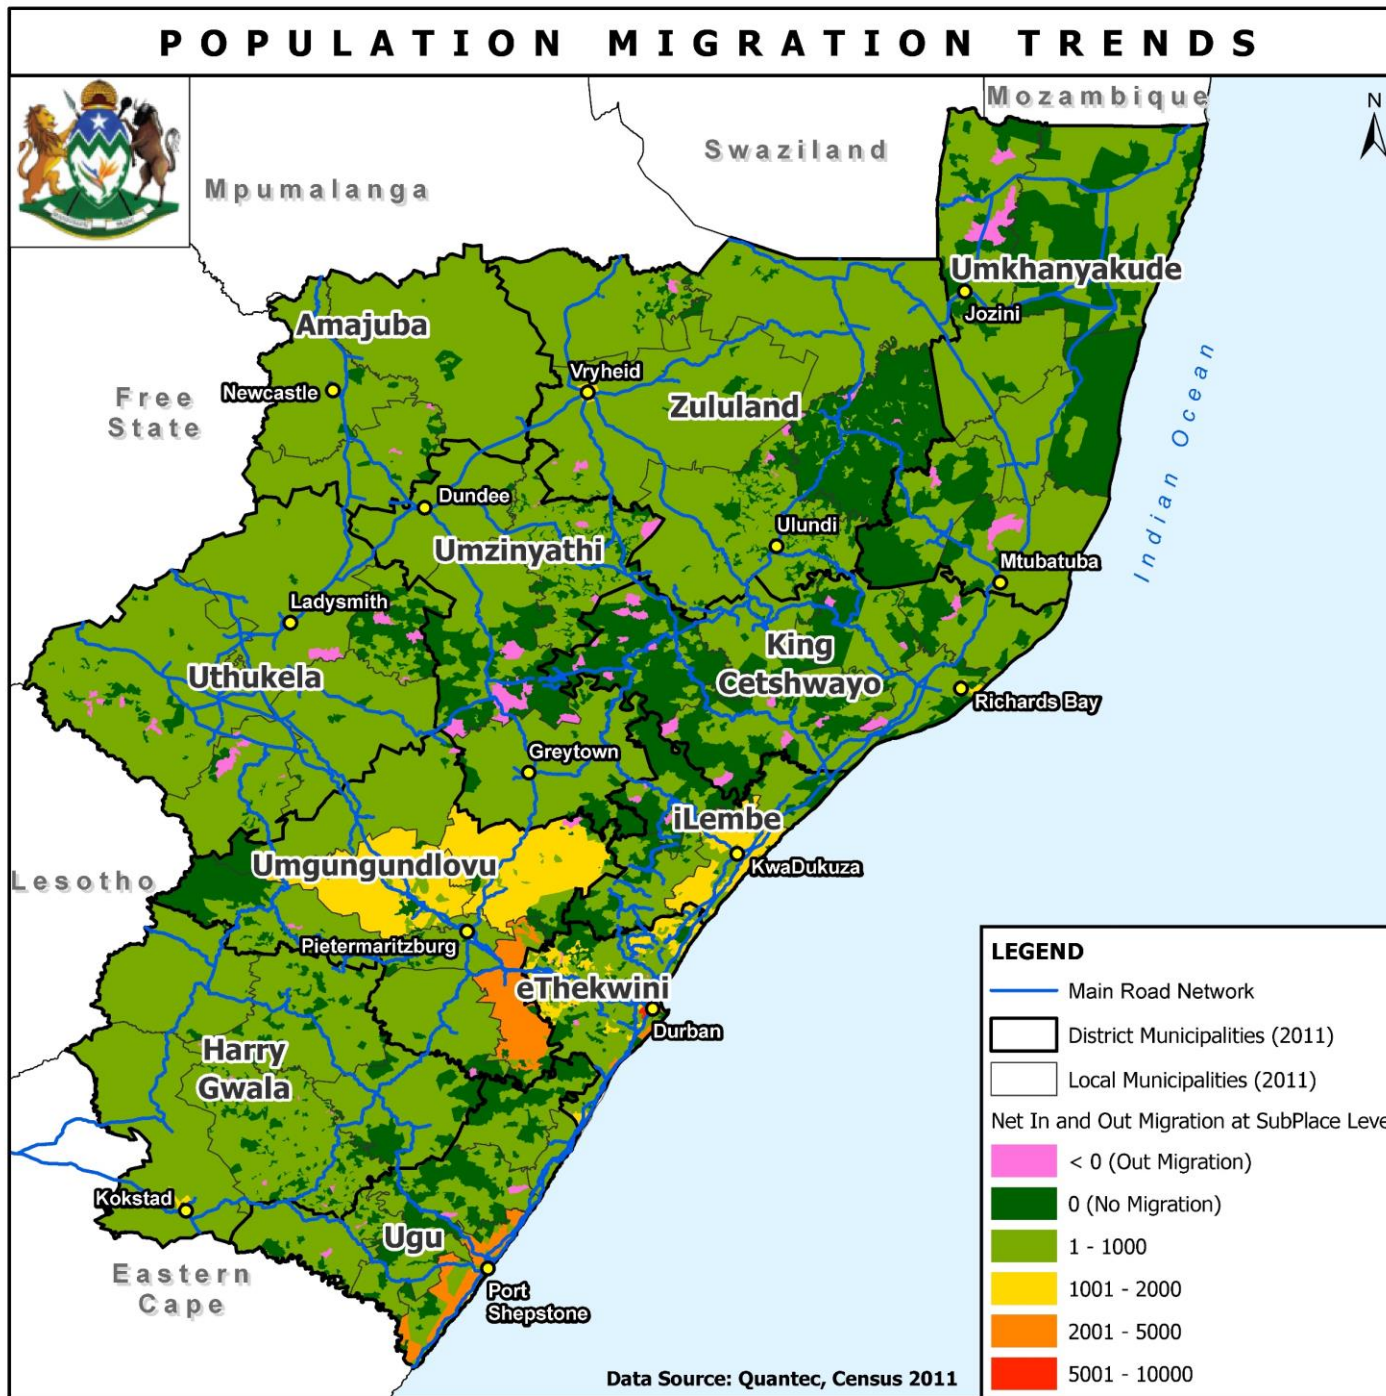 POPULATION MIGRATION TRENDS
Mozambique
N
Swaziland
Mpumalanga
Umkhanyakude
Jozini
Amajuba
Vryheid
Newcastle
Free
State
Zululand
Indian Ocean
Dundee
Ulundi
Umzinyathi
Mtubatuba
Ladysmith
King
Cetshwayo
Uthukela
Richards Bay
Greytown
iLembe
Umgungundlovu
KwaDukuza
Lesotho
Pietermaritzburg
eThekwini
Durban
Harry
Gwala
Kokstad
Ugu
Eastern
Cape
Port
Shepstone
Data Source: Quantec, Census 2011
LEGEND
Main Road Network
District Municipalities (2011)
Local Municipalities (2011)
Net In and Out Migration at SubPlace Leve
< 0 (Out Migration)
0 (No Migration)
1 - 1000
1001 - 2000
2001 - 5000
5001 - 10000